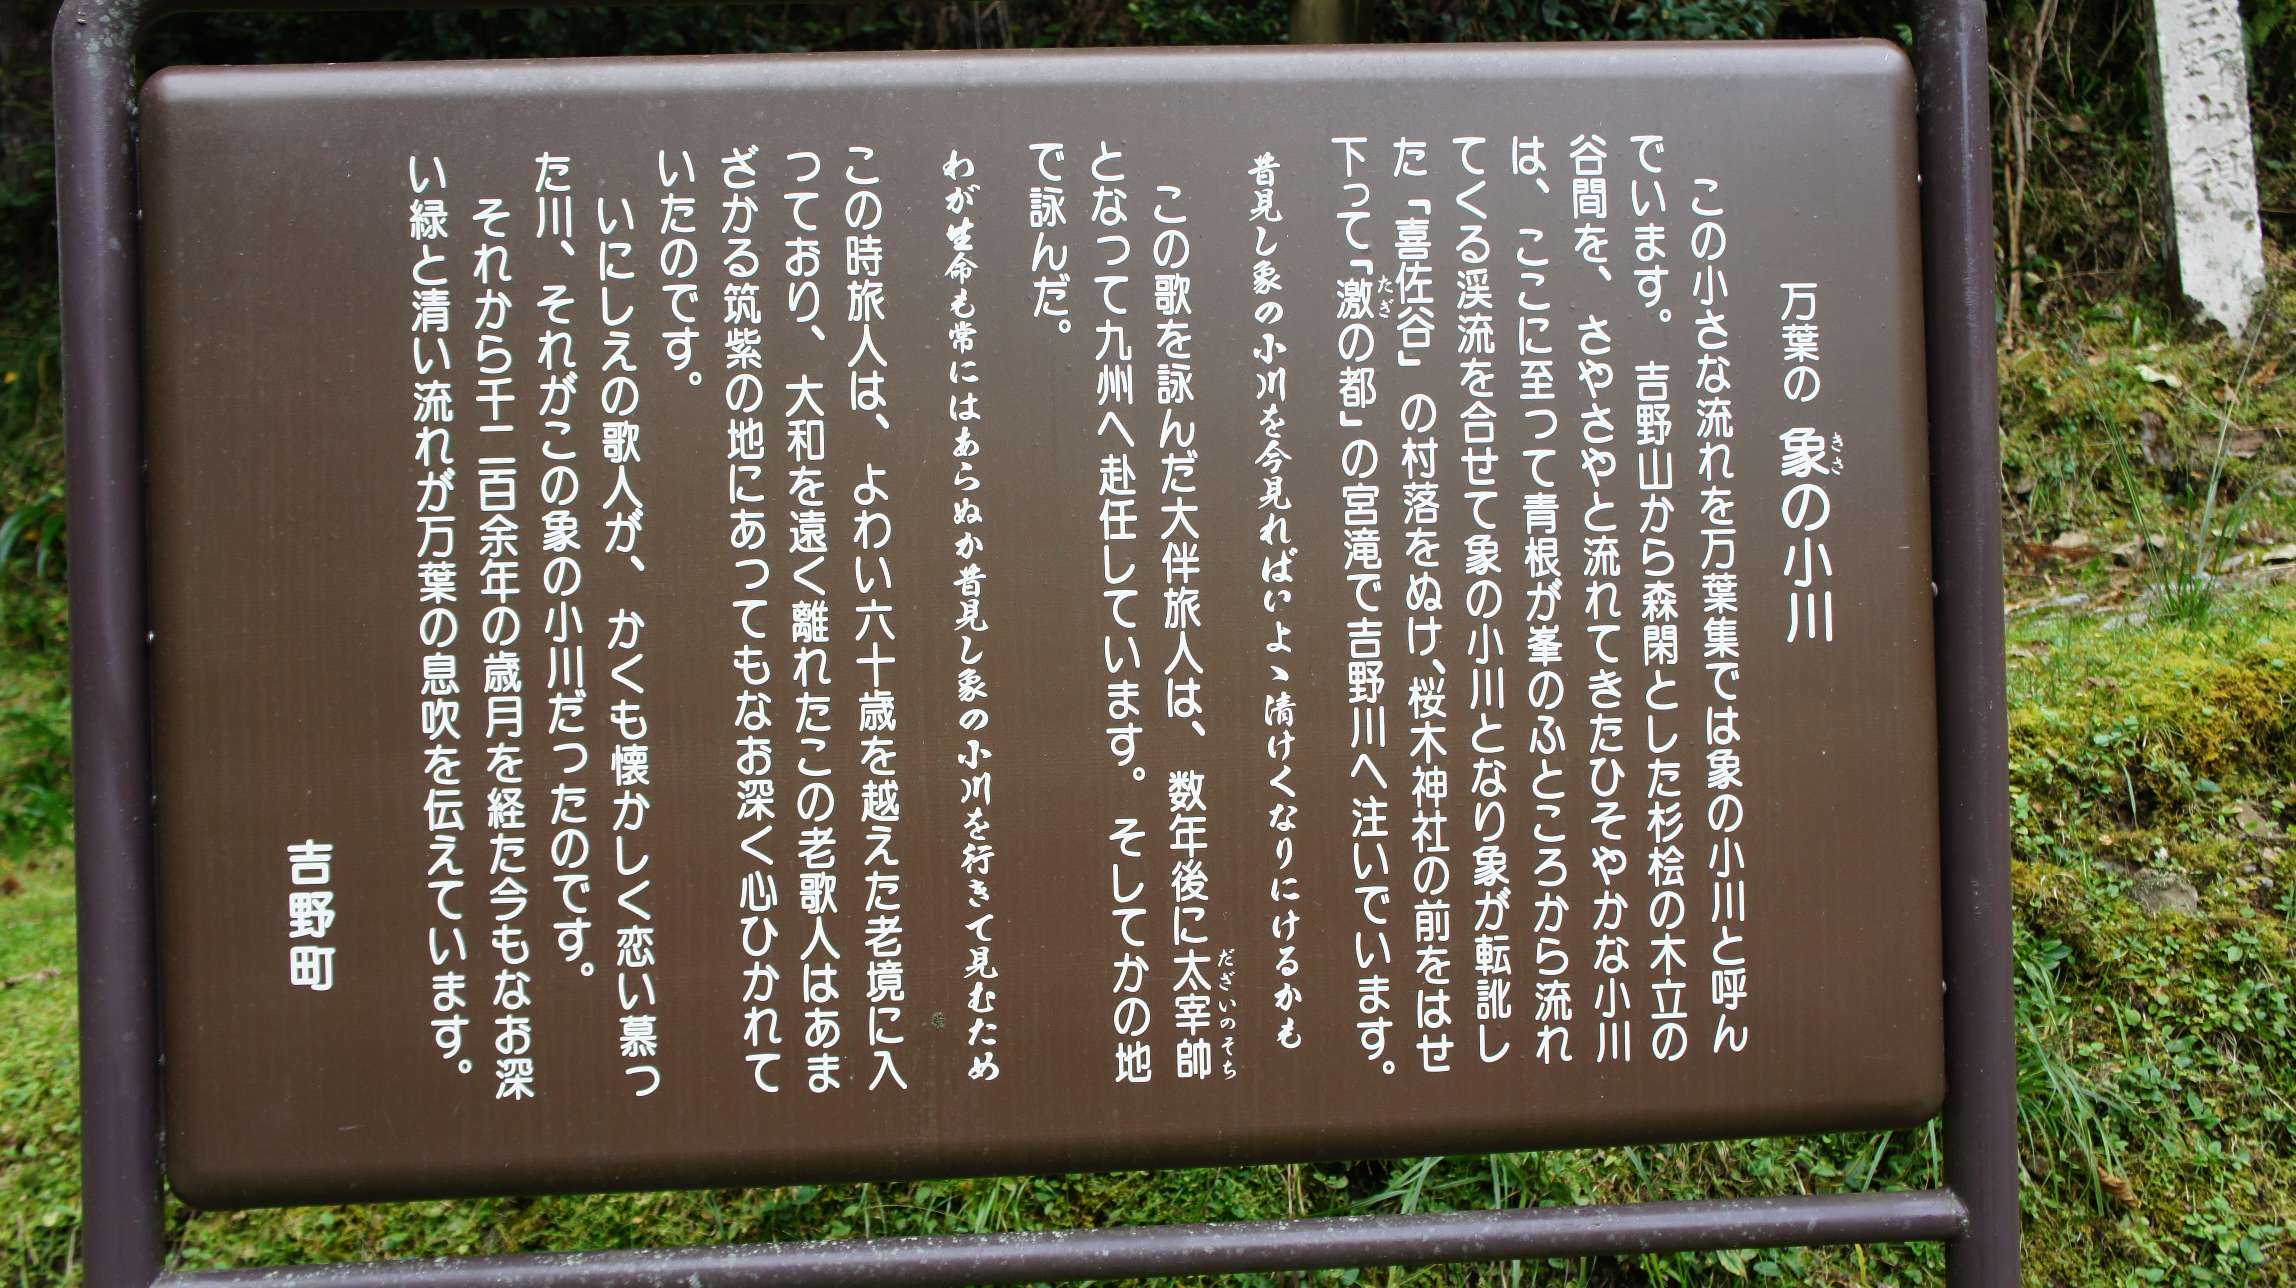 万葉の 象の小川
きさ
この小さな流れを万葉集では象の小川と呼ん
でいます。吉野山から森閑とした杉桧の木立の
谷間を、さやさやと流れてきたひそやかな小川
は、ここに至って青根が峯のふところから流れ
てくる渓流を合せて象の小川となり象が転訛し
た「喜佐谷」の村落をぬけ、桜木神社の前をはせ
下って「激の都」の宮滝で吉野川へ注いでいます。
たぎ
昔見し象の小川を今見ればいよゝ清けくなりにけるかも
この歌を詠んだ大伴旅人は、数年後に太宰帥
だざいのそち
となって九州へ赴任しています。そしてかの地
で詠んだ。
わが生命も常にはあらぬか昔見し象の小川を行きて見むため
この時旅人は、よわい六十歳を越えた老境に入
っており、大和を遠く離れたこの老歌人はあま
ざかる筑紫の地にあってもなお深く心ひかれて
いたのです。
いにしえの歌人が、かくも懐かしく恋い慕っ
た川、それがこの象の小川だったのです。
それから千二百余年の歳月を経た今もなお深
い緑と清い流れが万葉の息吹を伝えています。
吉野町